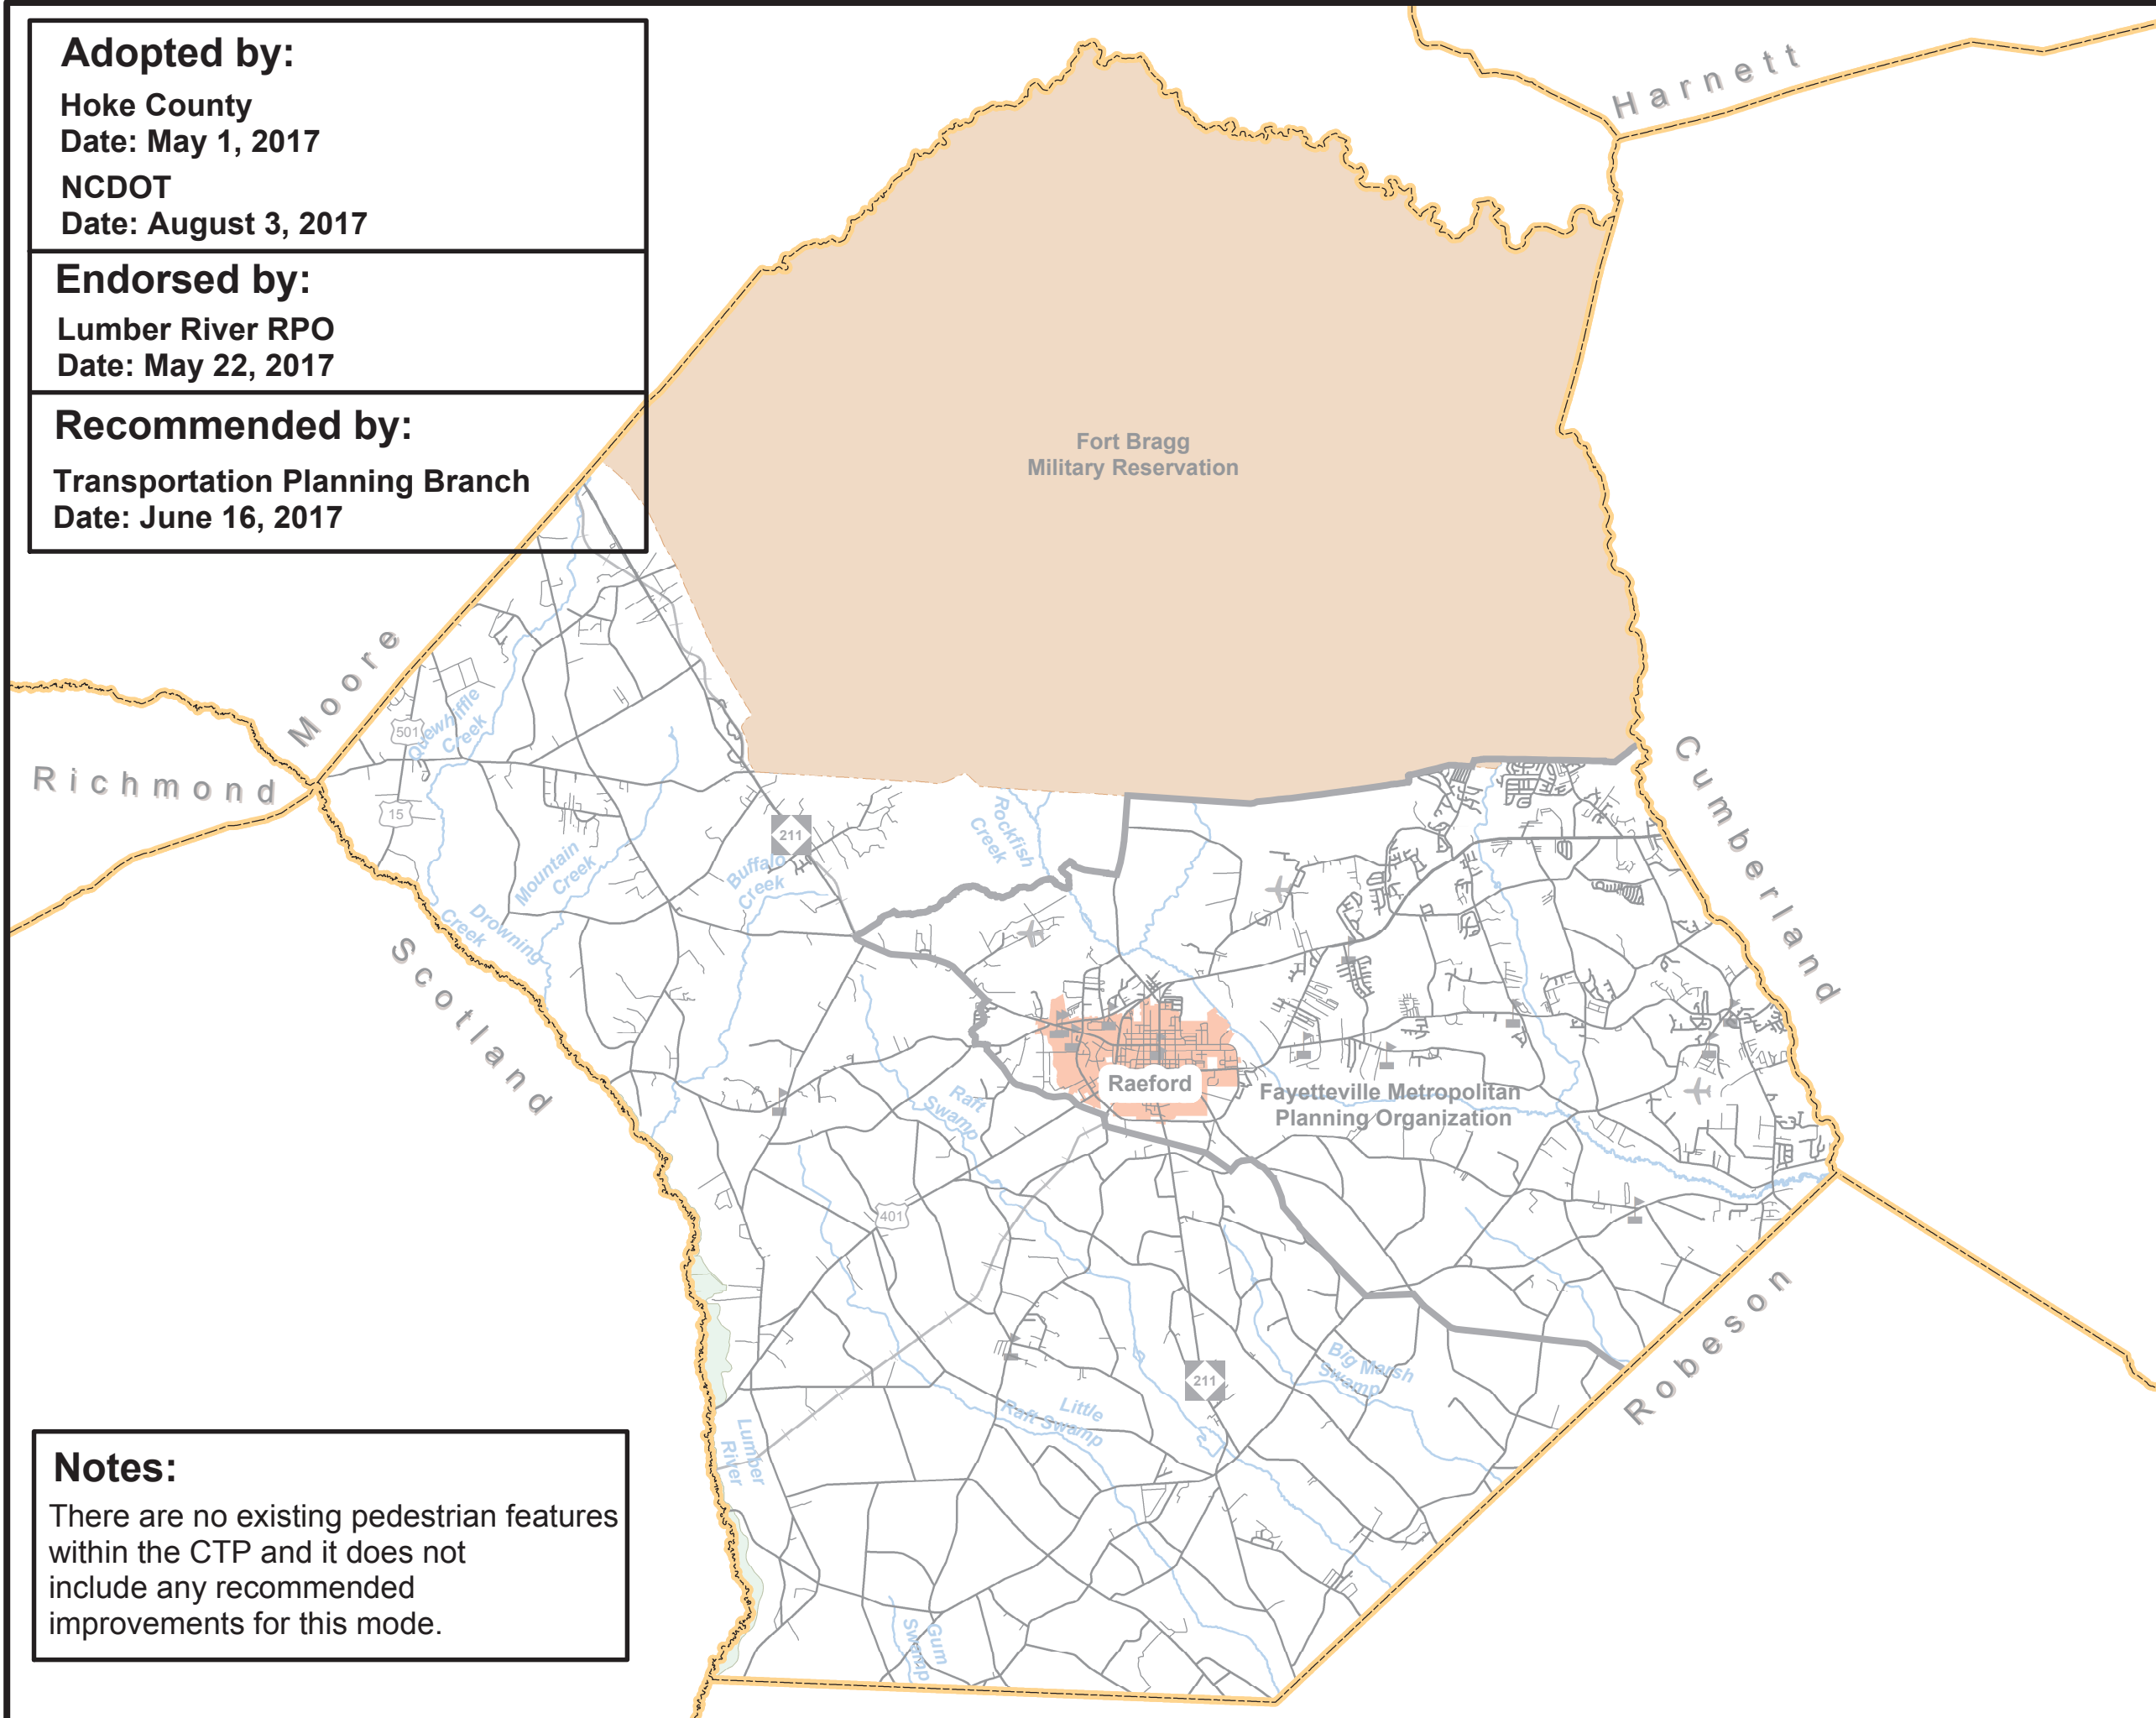 Adopted by:
Hoke County
Date: May 1, 2017
NCDOT
Date: August 3, 2017
Endorsed by:
Lumber River RPO
Date: May 22, 2017
Recommended by:
Transportation Planning Branch
Date: June 16, 2017
Harnett
Fort Bragg
Military Reservation
Moore
Richmond
501
Quewhiffle
Creek
15
Mountain
Creek
Drowning
Creek
Scotland
211
Buffalo
Creek
Rockfish
Creek
Cumberland
Raeford
Fayetteville Metropolitan
Planning Organization
Raft
Swamp
401
Robeson
Big Marsh
Swamp
211
Little
Raft Swamp
Lumber
River
Gum
Swamp
Notes:
There are no existing pedestrian features
within the CTP and it does not
include any recommended
improvements for this mode.